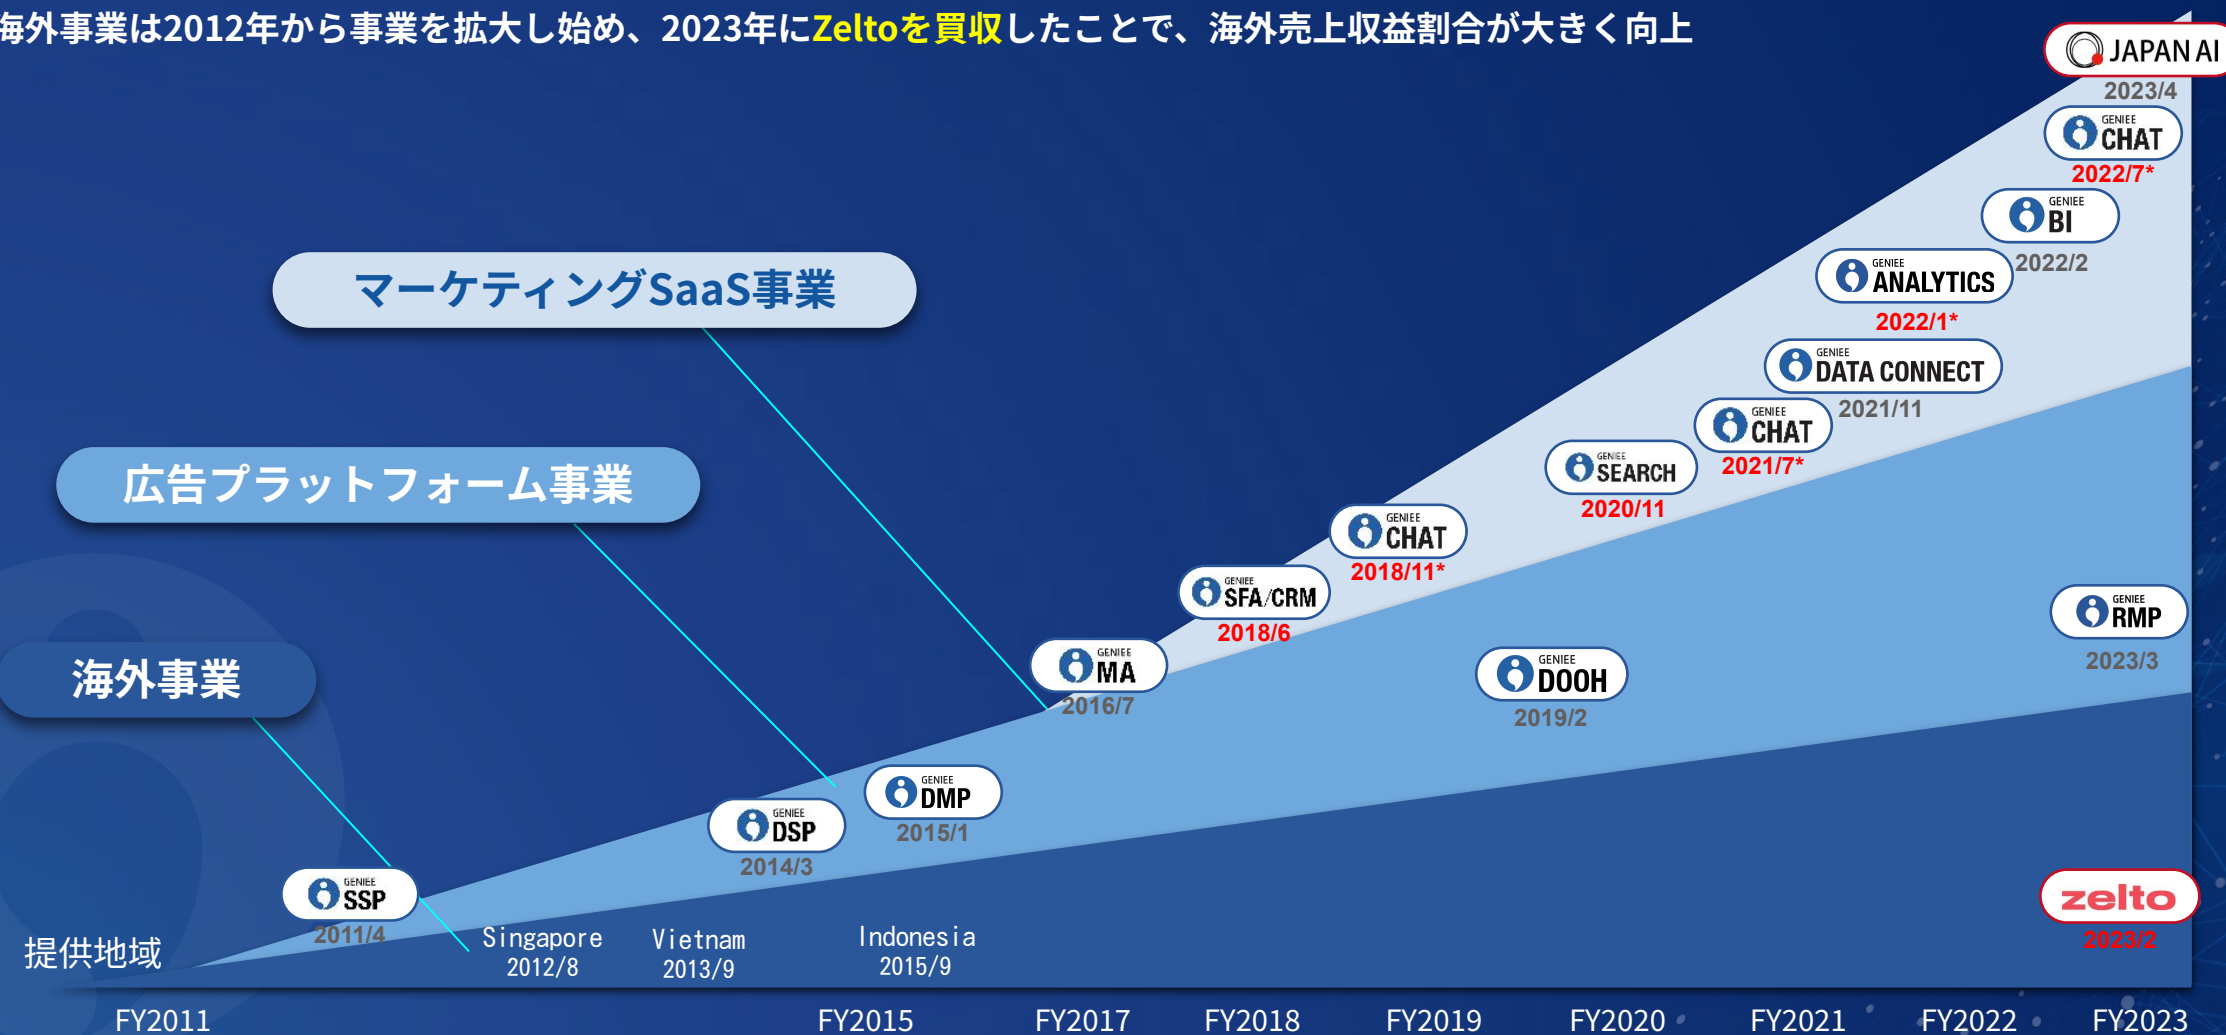 海外事業は2012年から事業を拡大し始め、2023年にZeltoを買収したことで、海外売上収益割合が大きく向上
JAPAN AI
2023/4
GENIEE
CHAT
2022/7*
GENIEE
BI
2022/2
GENIEE
ANALYTICS
2022/1*
マーケティングSaaS事業
GENIEE
DATA CONNECT
2021/11
GENIEE
CHAT
2021/7*
GENIEE
SEARCH
2020/11
広告プラットフォーム事業
GENIEE
CHAT
2018/11*
GENIEE
SFA/CRM
2018/6
GENIEE
RMP
2023/3
海外事業
GENIEE
MA
2016/7
GENIEE
DOOH
2019/2
GENIEE
DMP
2015/1
GENIEE
DSP
2014/3
GENIEE
SSP
2011/4
zelto
2023/2
提供地域
Singapore
2012/8
Vietnam
2013/9
Indonesia
2015/9
FY2011 FY2015 FY2017 FY2018 FY2019 FY2020 FY2021 FY2022 FY2023